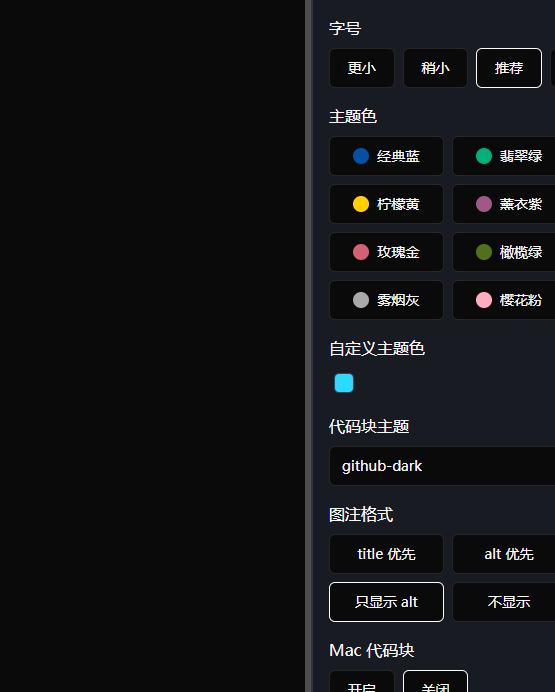 字号
更小 稍小 推荐
主题色
经典蓝 翡翠绿
柠檬黄 薰衣紫
玫瑰金 橄榄绿
雾烟灰 樱花粉
自定义主题色
代码块主题
github-dark
图注格式
title 优先 alt 优先
只显示 alt 不显示
Mac 代码块
开启 关闭